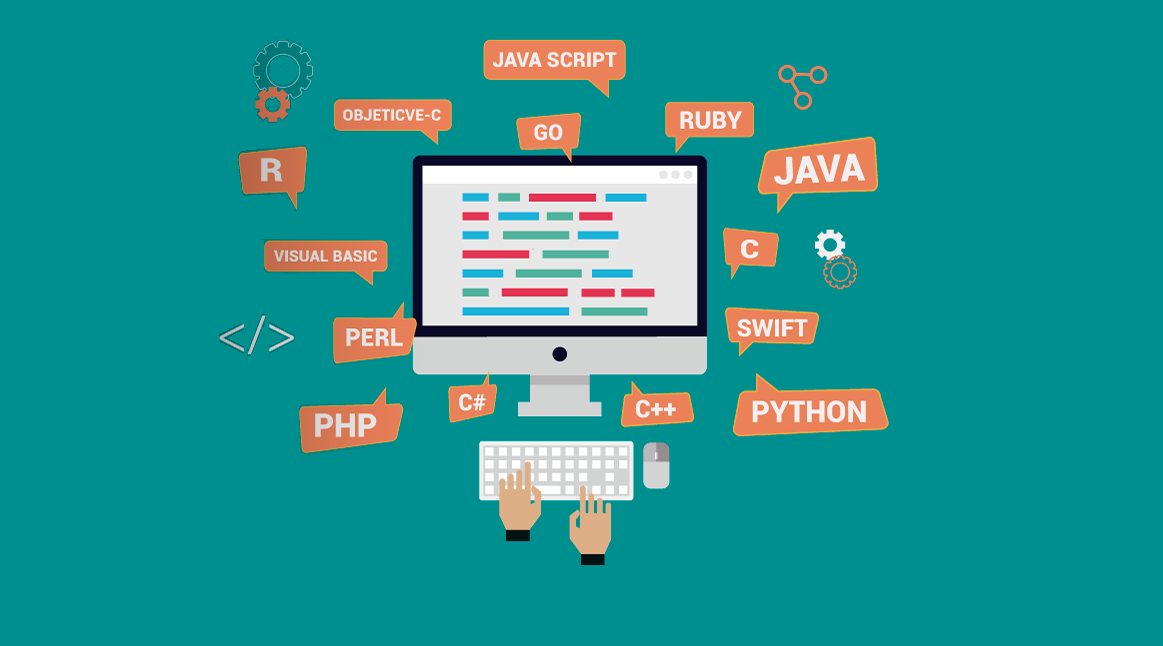 JAVA SCRIPT
OBJETICVE-C
GO
RUBY
R
JAVA
VISUAL BASIC
C
</>
PERL
SWIFT
PHP
C#
C++
PYTHON